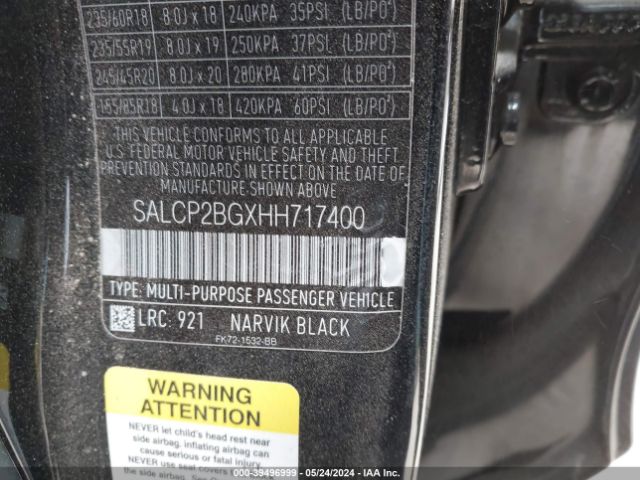 235/60R18 8.0J x 18 240KPA 35PSI (LB/PO²)
235/55R19 8.0J x 19 250KPA 37PSI (LB/PO²)
245/45R20 8.0J x 20 280KPA 41PSI (LB/PO²)
155/85R18 4.0J x 18 420KPA 60PSI (LB/PO²)
THIS VEHICLE CONFORMS TO ALL APPLICABLE
U.S. FEDERAL MOTOR VEHICLE SAFETY AND THEFT
PREVENTION STANDARDS IN EFFECT ON THE DATE OF
MANUFACTURE SHOWN ABOVE
SALCP2BGXHH717400
TYPE: MULTI-PURPOSE PASSENGER VEHICLE
LRC: 921 NARVIK BLACK
FK72-1532-BB
WARNING
ATTENTION
NEVER let child's head rest near
side airbag. inflating airbag can
cause serious or fatal injury.
NEVER use seat covers
000-39496999 - 05/24/2024 - IAA Inc.